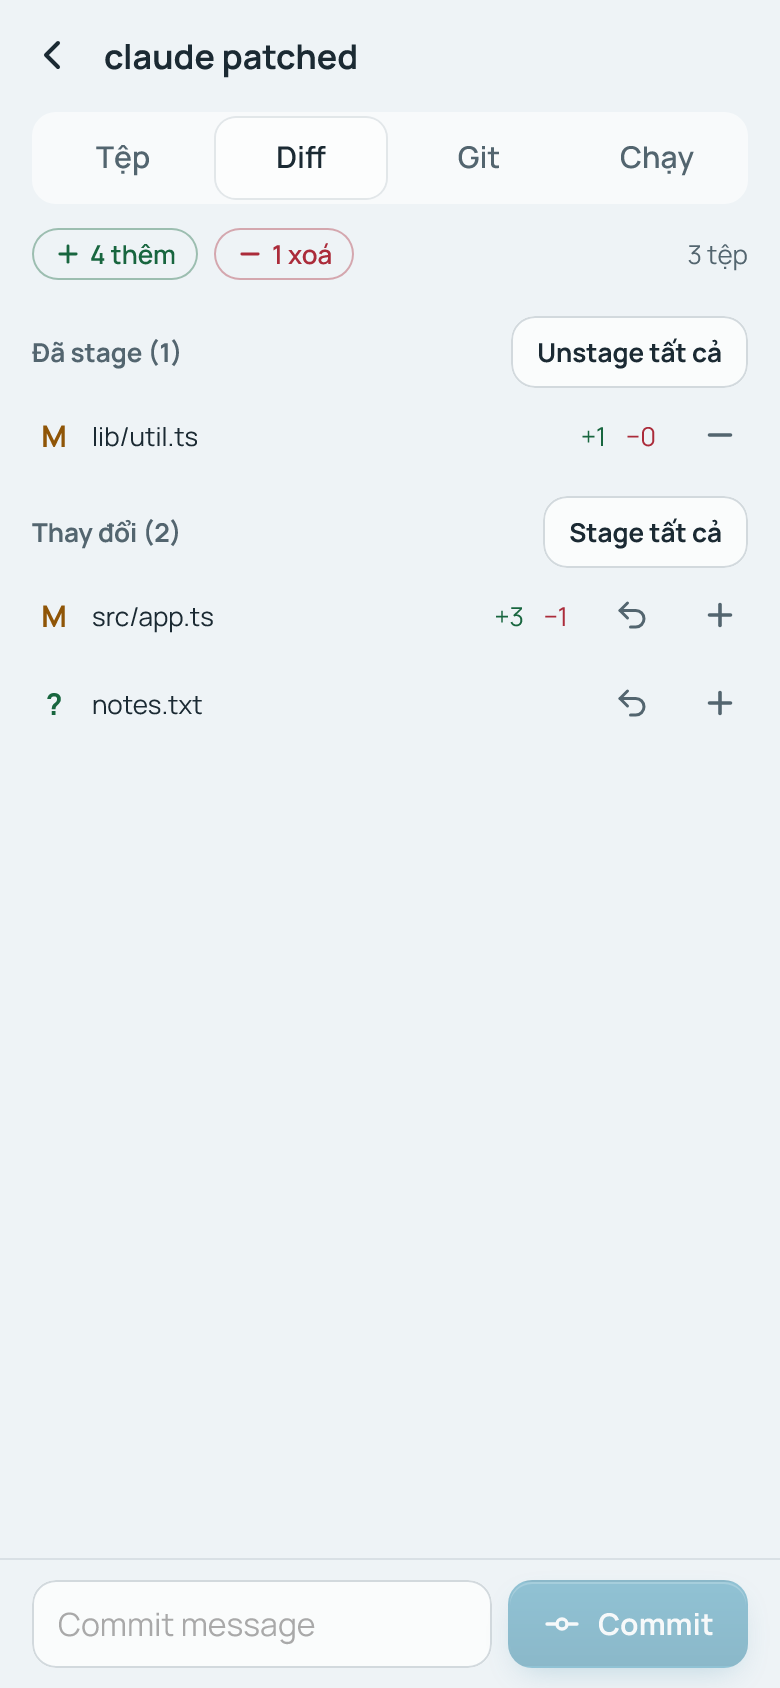 claude patched
Tệp Diff Git Chạy
+ 4 thêm − 1 xoá 3 tệp
Đã stage (1) Unstage tất cả
M lib/util.ts +1 −0
Thay đổi (2) Stage tất cả
M src/app.ts +3 −1
? notes.txt
Commit message Commit